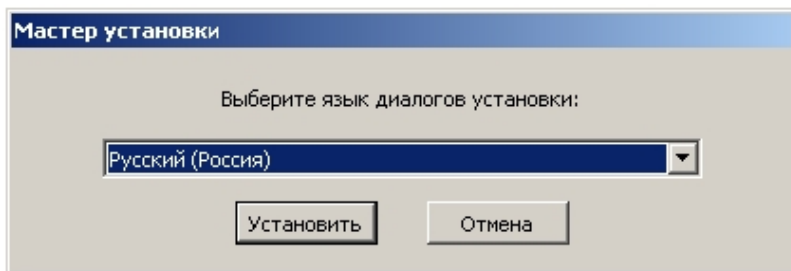 Мастер установки
Выберите язык диалогов установки:
Русский (Россия)
Установить Отмена